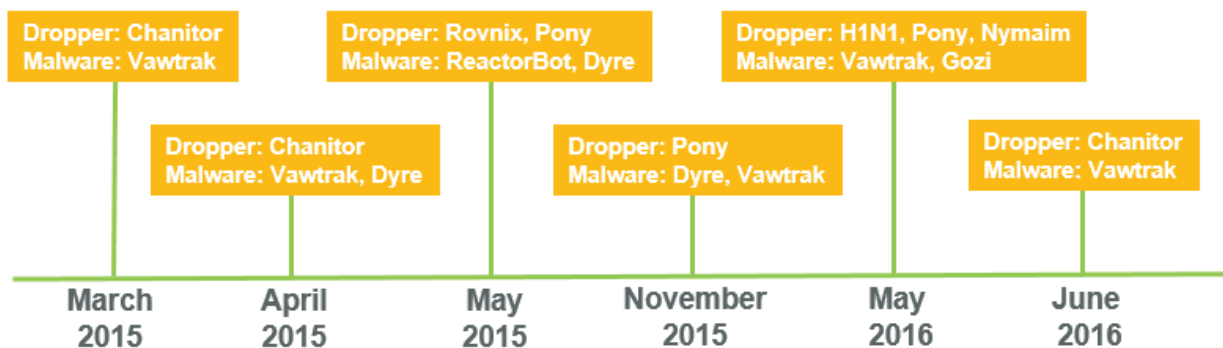 Dropper: Chanitor
Malware: Vawtrak
Dropper: Rovnix, Pony
Malware: ReactorBot, Dyre
Dropper: H1N1, Pony, Nymaim
Malware: Vawtrak, Gozi
Dropper: Chanitor
Malware: Vawtrak, Dyre
Dropper: Pony
Malware: Dyre, Vawtrak
Dropper: Chanitor
Malware: Vawtrak
March
2015
April
2015
May
2015
November
2015
May
2016
June
2016